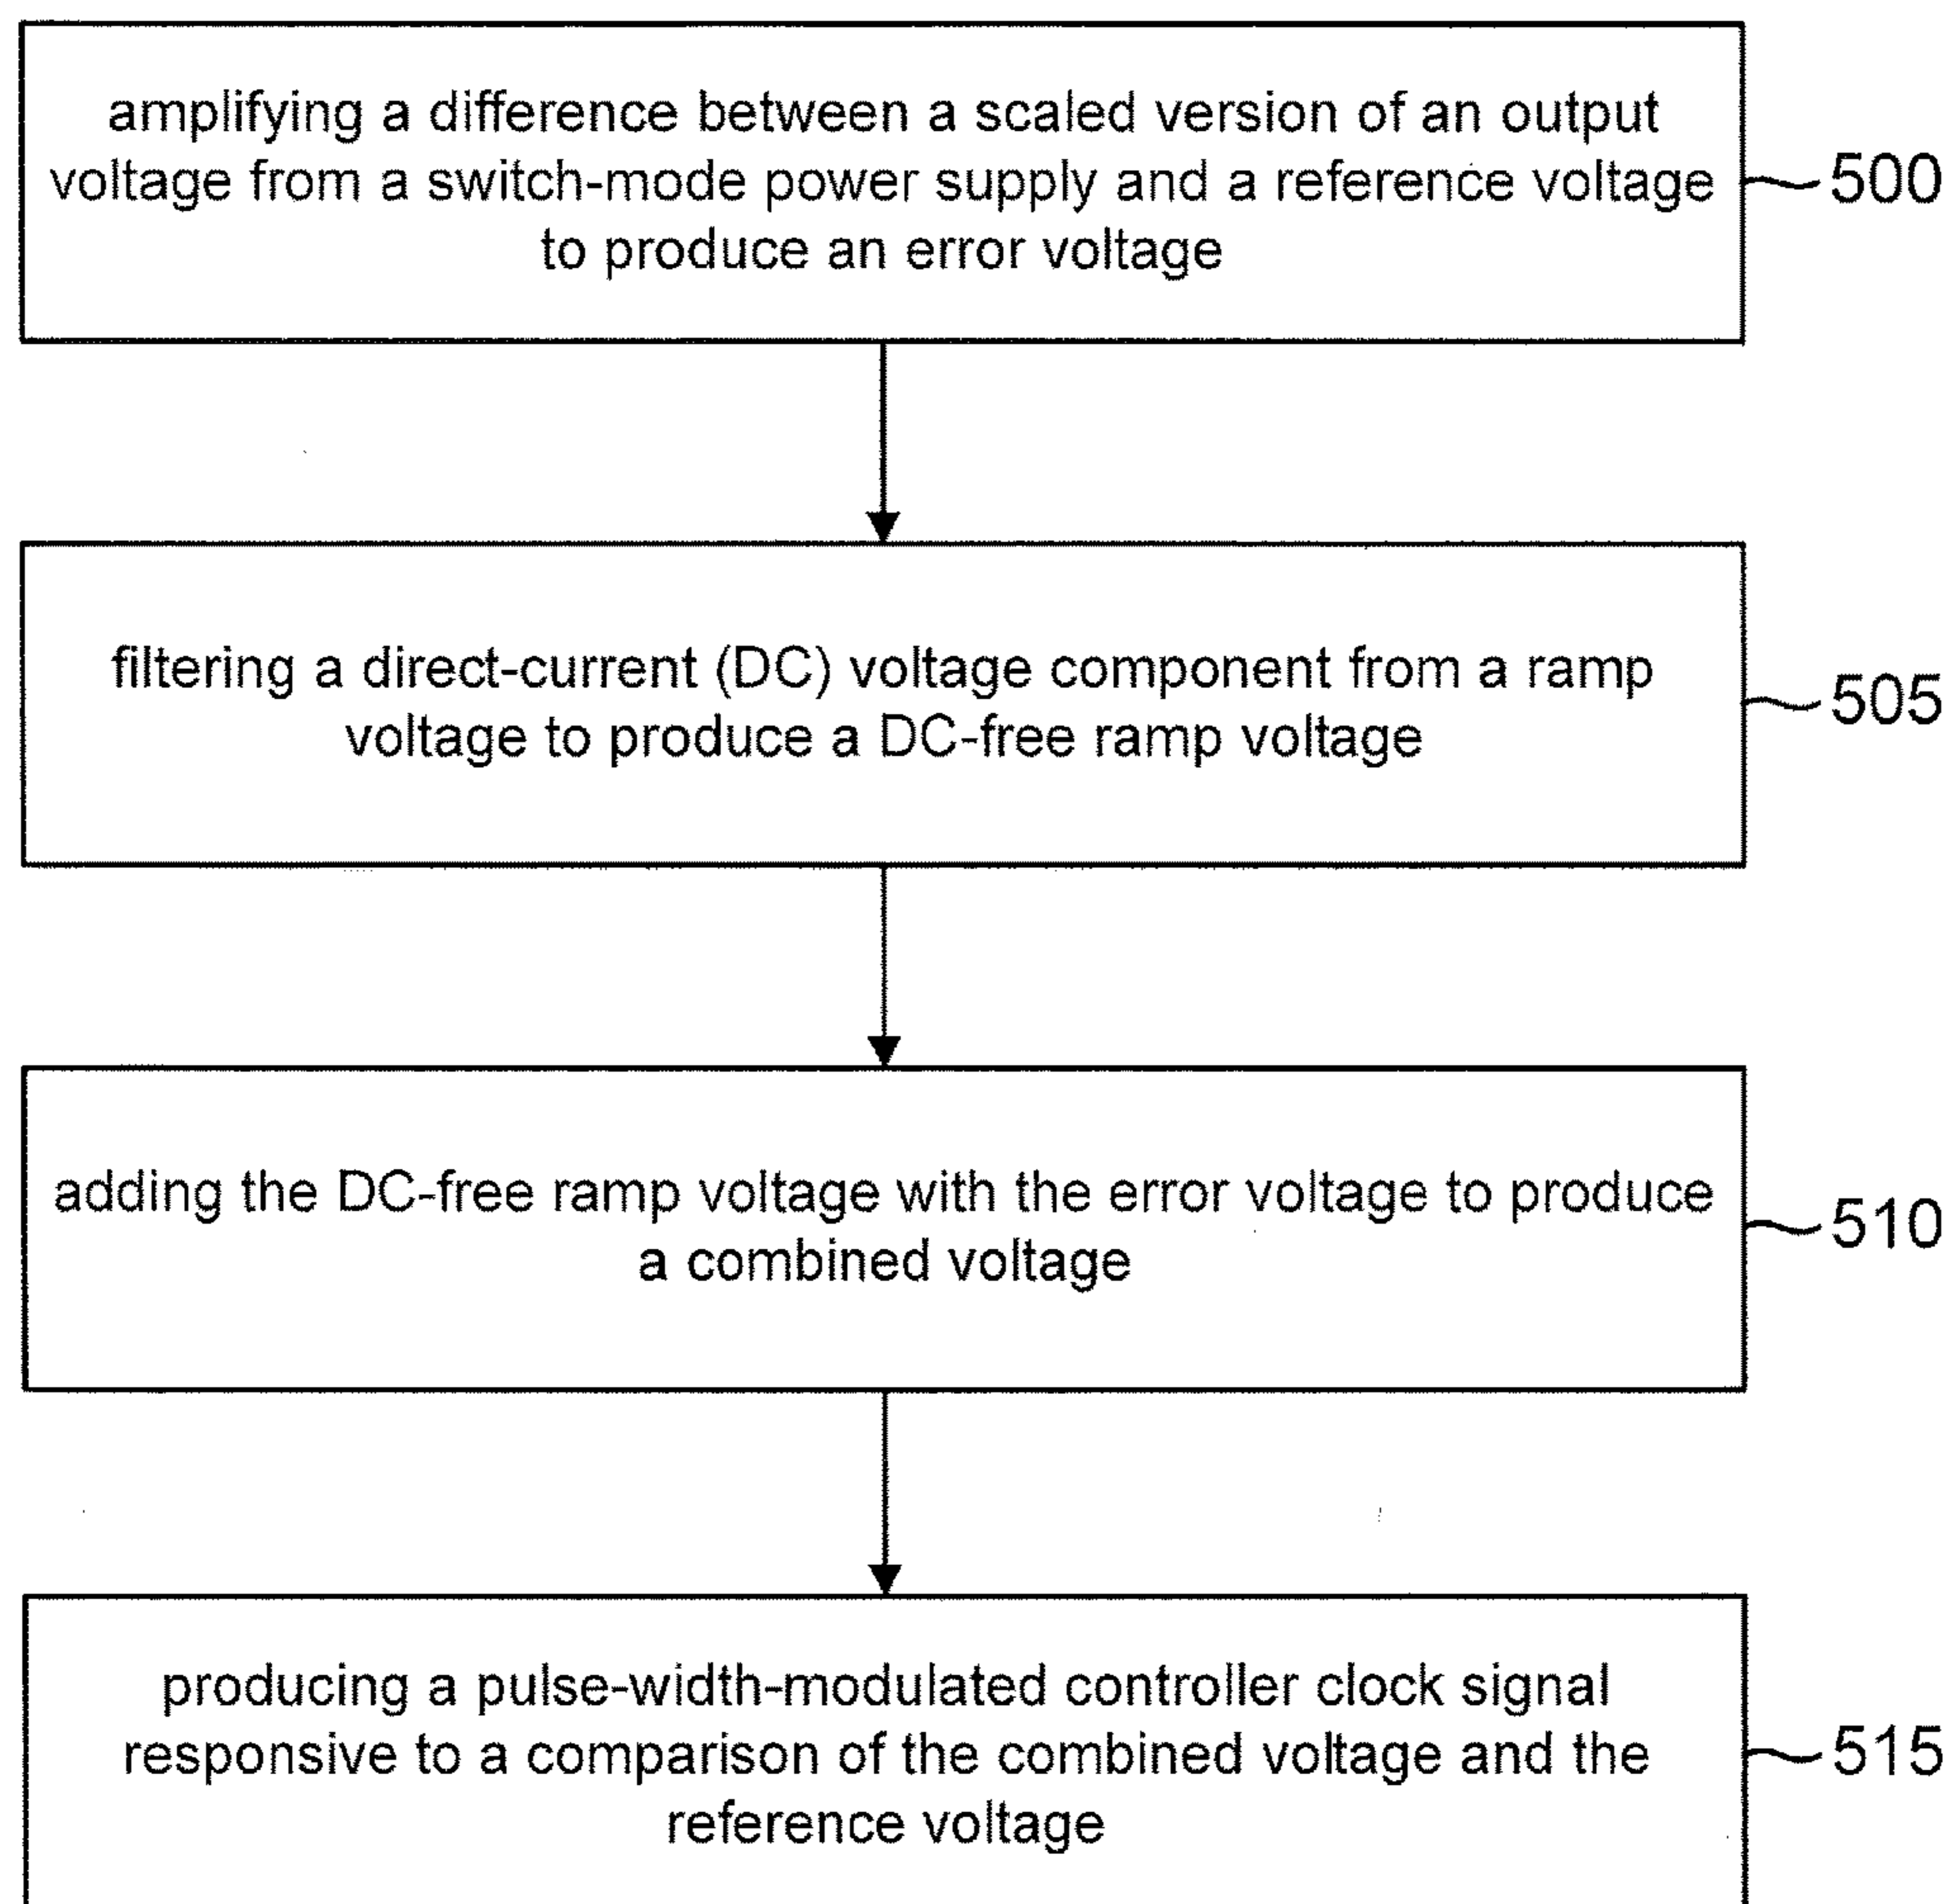 amplifying a difference between a scaled version of an output
voltage from a switch-mode power supply and a reference voltage
to produce an error voltage
500
filtering a direct-current (DC) voltage component from a ramp
voltage to produce a DC-free ramp voltage
505
adding the DC-free ramp voltage with the error voltage to produce
a combined voltage
510
producing a pulse-width-modulated controller clock signal
responsive to a comparison of the combined voltage and the
reference voltage
515